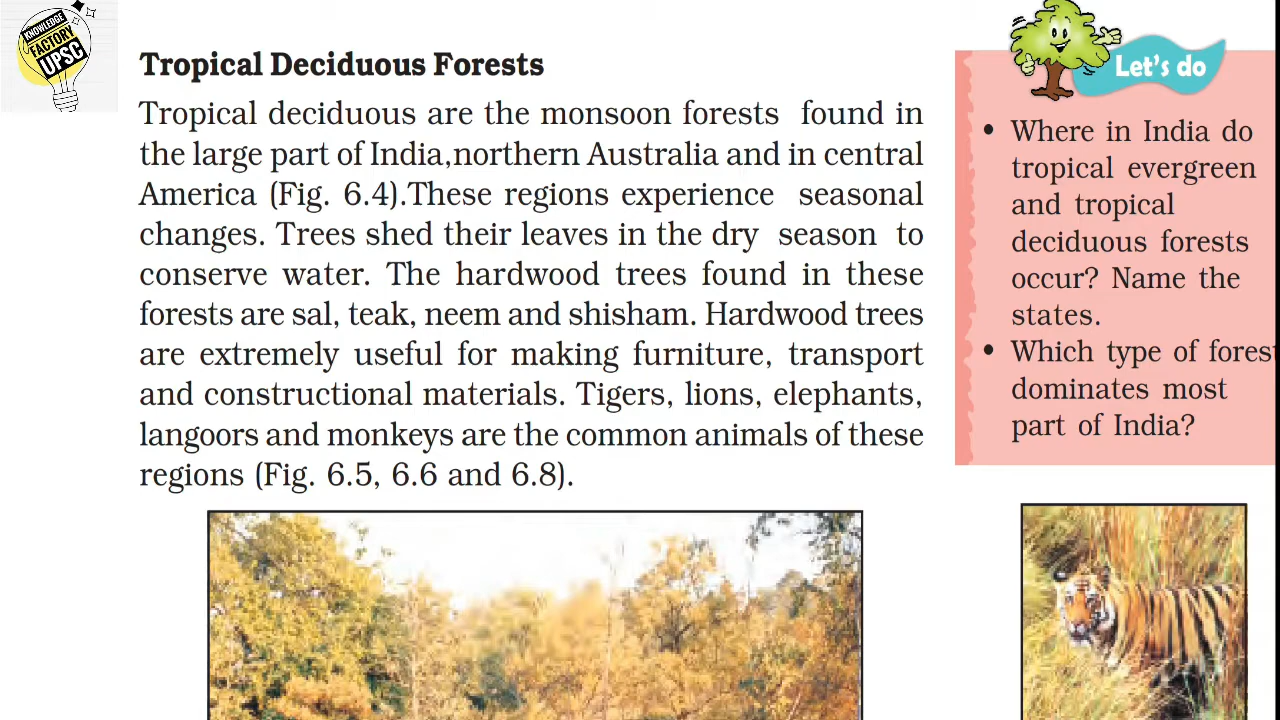 KNOWLEDGE
FACTORY
UPSC
Tropical Deciduous Forests
Tropical deciduous are the monsoon forests found in
the large part of India,northern Australia and in central
America (Fig. 6.4).These regions experience seasonal
changes. Trees shed their leaves in the dry season to
conserve water. The hardwood trees found in these
forests are sal, teak, neem and shisham. Hardwood trees
are extremely useful for making furniture, transport
and constructional materials. Tigers, lions, elephants,
langoors and monkeys are the common animals of these
regions (Fig. 6.5, 6.6 and 6.8).
Let's do
• Where in India do
tropical evergreen
and tropical
deciduous forests
occur? Name the
states.
• Which type of forest
dominates most
part of India?